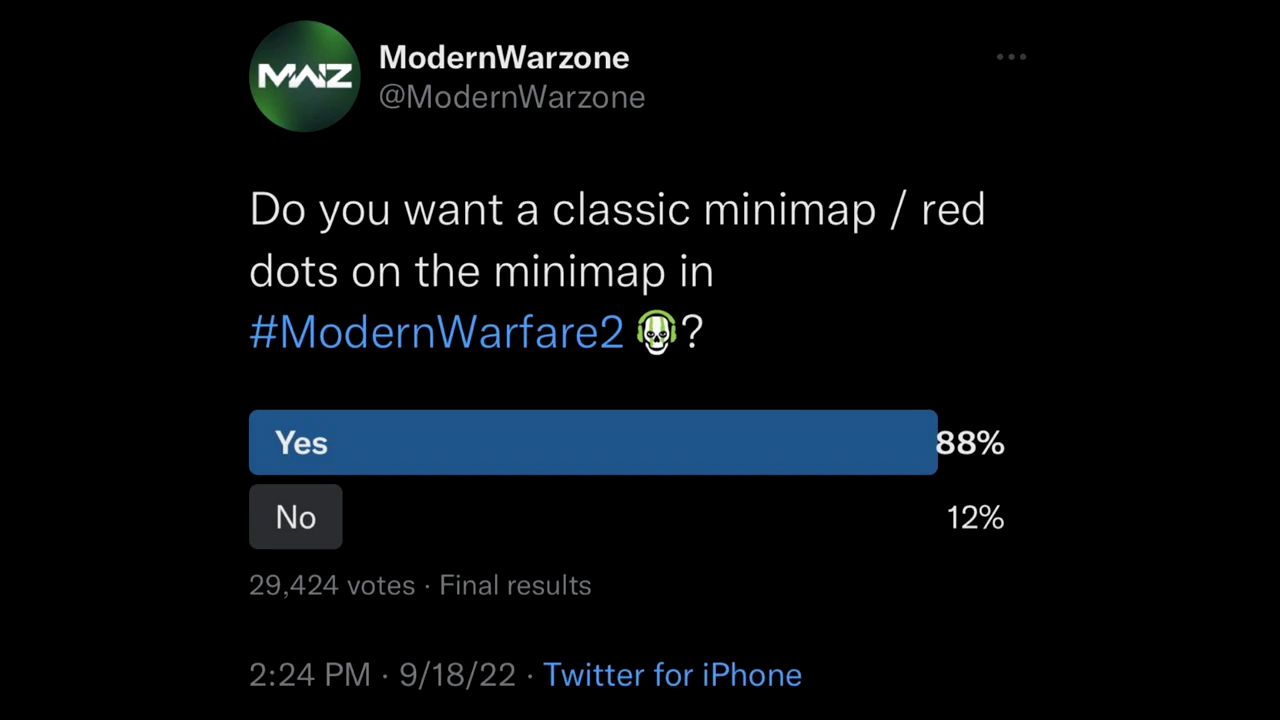 MWZ
ModernWarzone
@ModernWarzone
Do you want a classic minimap / red
dots on the minimap in
#ModernWarfare2 ?
Yes 88%
No 12%
29,424 votes · Final results
2:24 PM · 9/18/22 · Twitter for iPhone